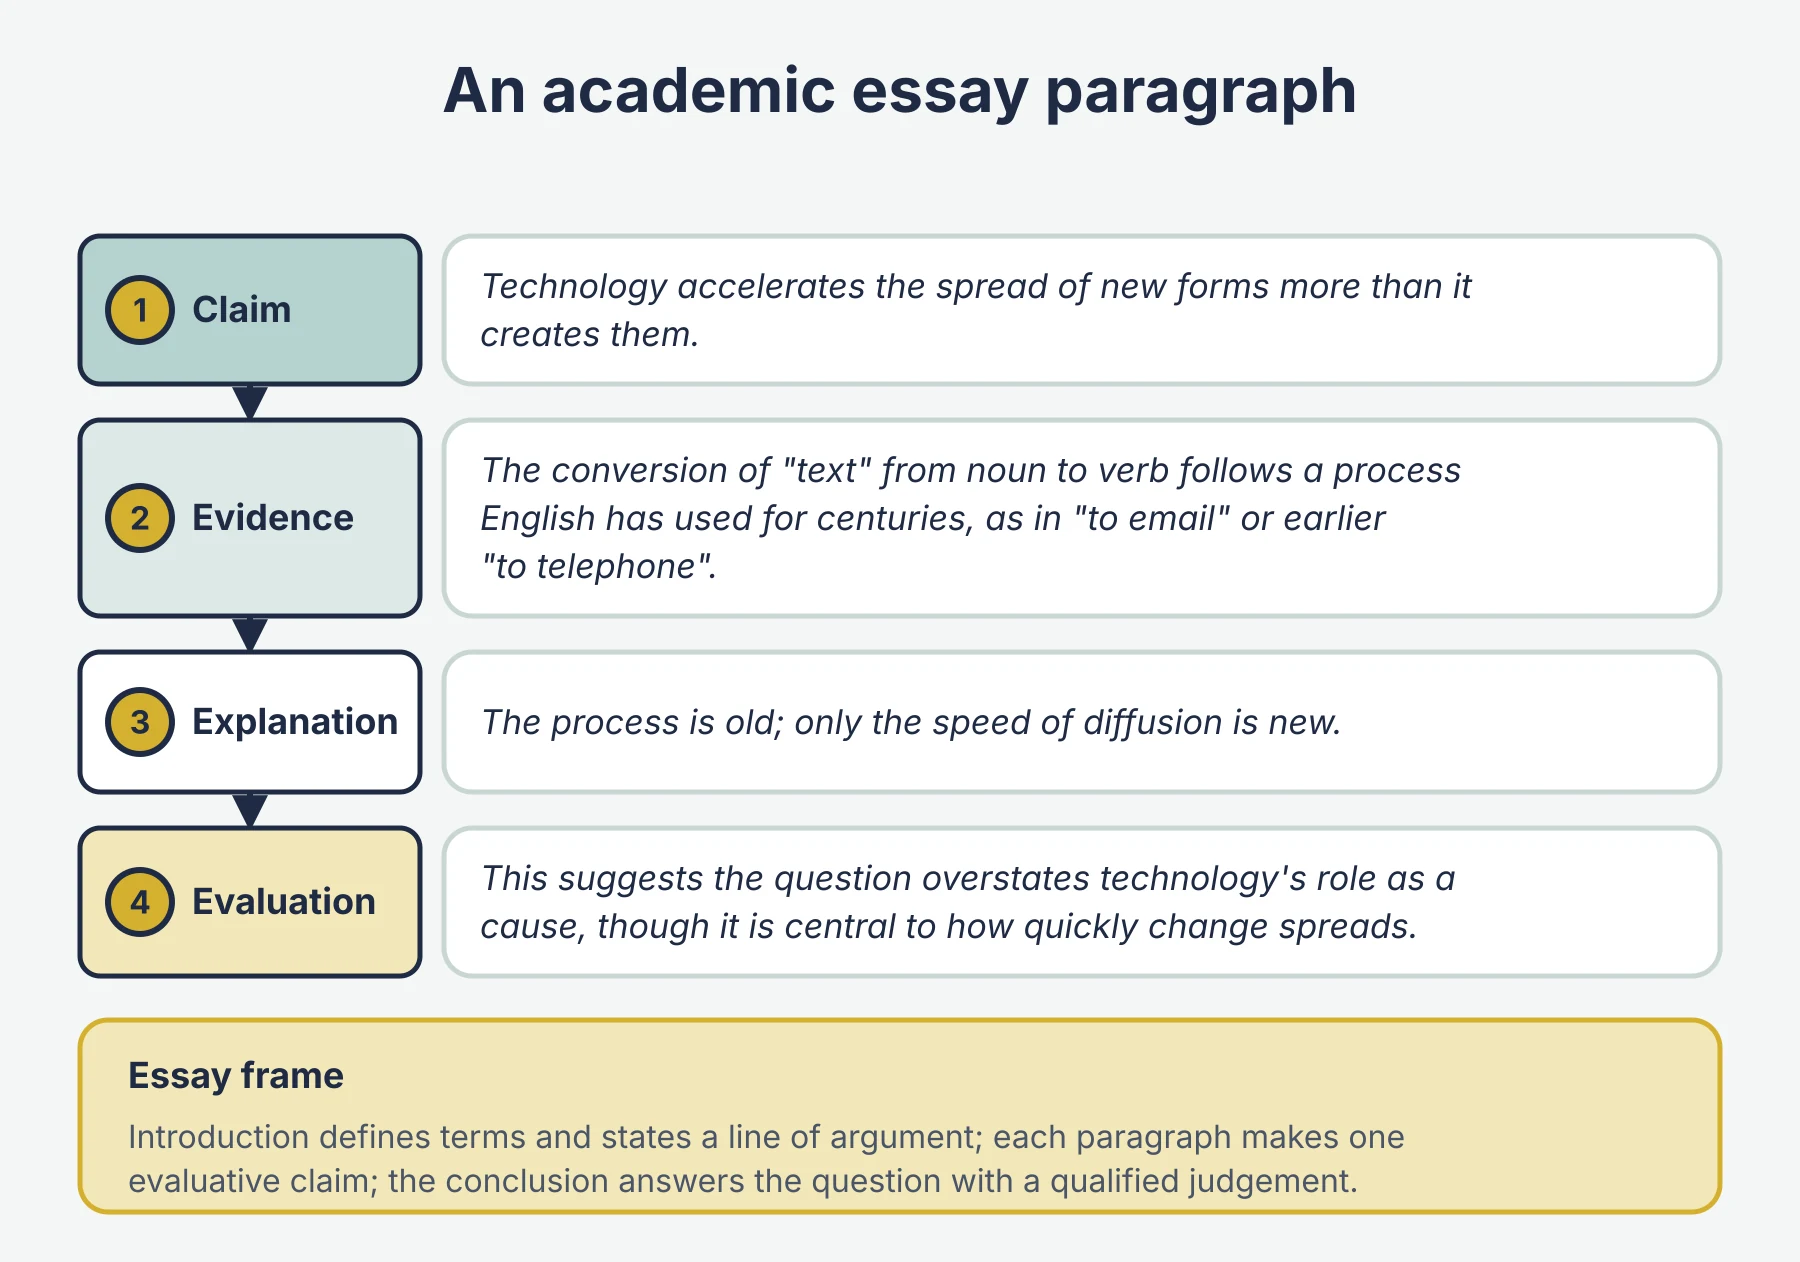 An academic essay paragraph
1 Claim
Technology accelerates the spread of new forms more than it
creates them.
2 Evidence
The conversion of "text" from noun to verb follows a process
English has used for centuries, as in "to email" or earlier
"to telephone".
3 Explanation
The process is old; only the speed of diffusion is new.
4 Evaluation
This suggests the question overstates technology's role as a
cause, though it is central to how quickly change spreads.
Essay frame
Introduction defines terms and states a line of argument; each paragraph makes one
evaluative claim; the conclusion answers the question with a qualified judgement.